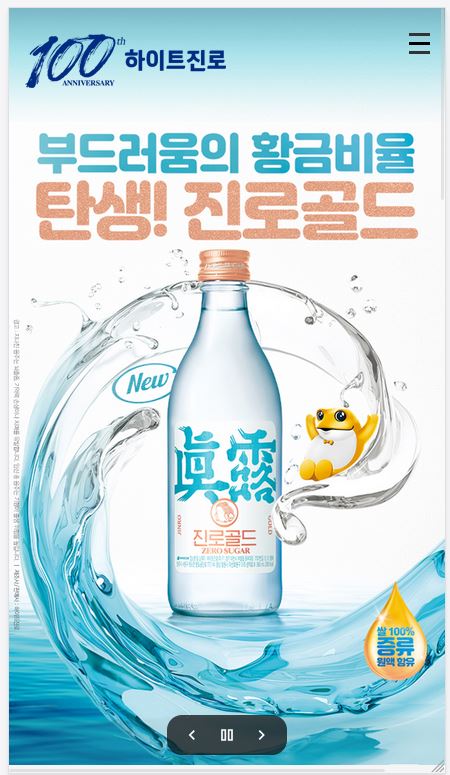 100th
ANNIVERSARY
하이트진로
부드러움의 황금비율
탄생! 진로골드
New
眞露
JINRO
GOLD
진로골드
ZERO SUGAR
쌀 100%
증류
원액 함유